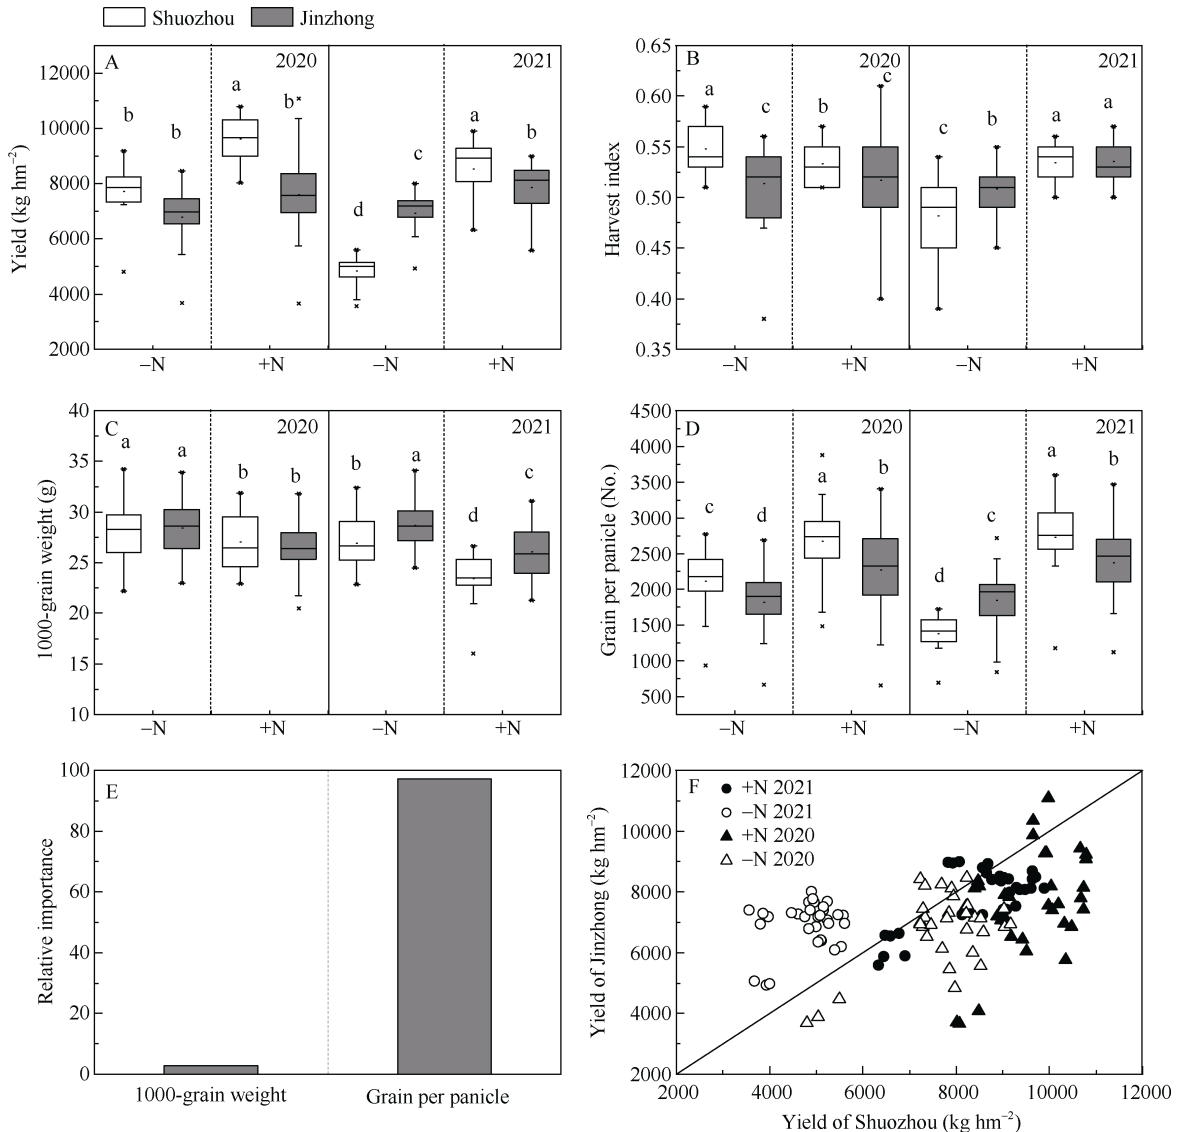 Shuozhou
Jinzhong
A
2020
2021
12000
10000
8000
6000
4000
2000
Yield (kg hm⁻²)
b
b
a
b
d
c
a
b
−N
+N
−N
+N
B
2020
2021
0.65
0.60
0.55
0.50
0.45
0.40
0.35
Harvest index
a
c
b
c
c
b
a
a
−N
+N
−N
+N
C
2020
2021
40
35
30
25
20
15
10
1000-grain weight (g)
a
a
b
b
b
a
d
c
−N
+N
−N
+N
D
2020
2021
4500
4000
3500
3000
2500
2000
1500
1000
500
Grain per panicle (No.)
c
d
a
b
d
c
a
b
−N
+N
−N
+N
E
100
80
60
40
20
0
Relative importance
1000-grain weight
Grain per panicle
F
+N 2021
−N 2021
+N 2020
−N 2020
12000
10000
8000
6000
4000
2000
Yield of Jinzhong (kg hm⁻²)
2000
4000
6000
8000
10000
12000
Yield of Shuozhou (kg hm⁻²)